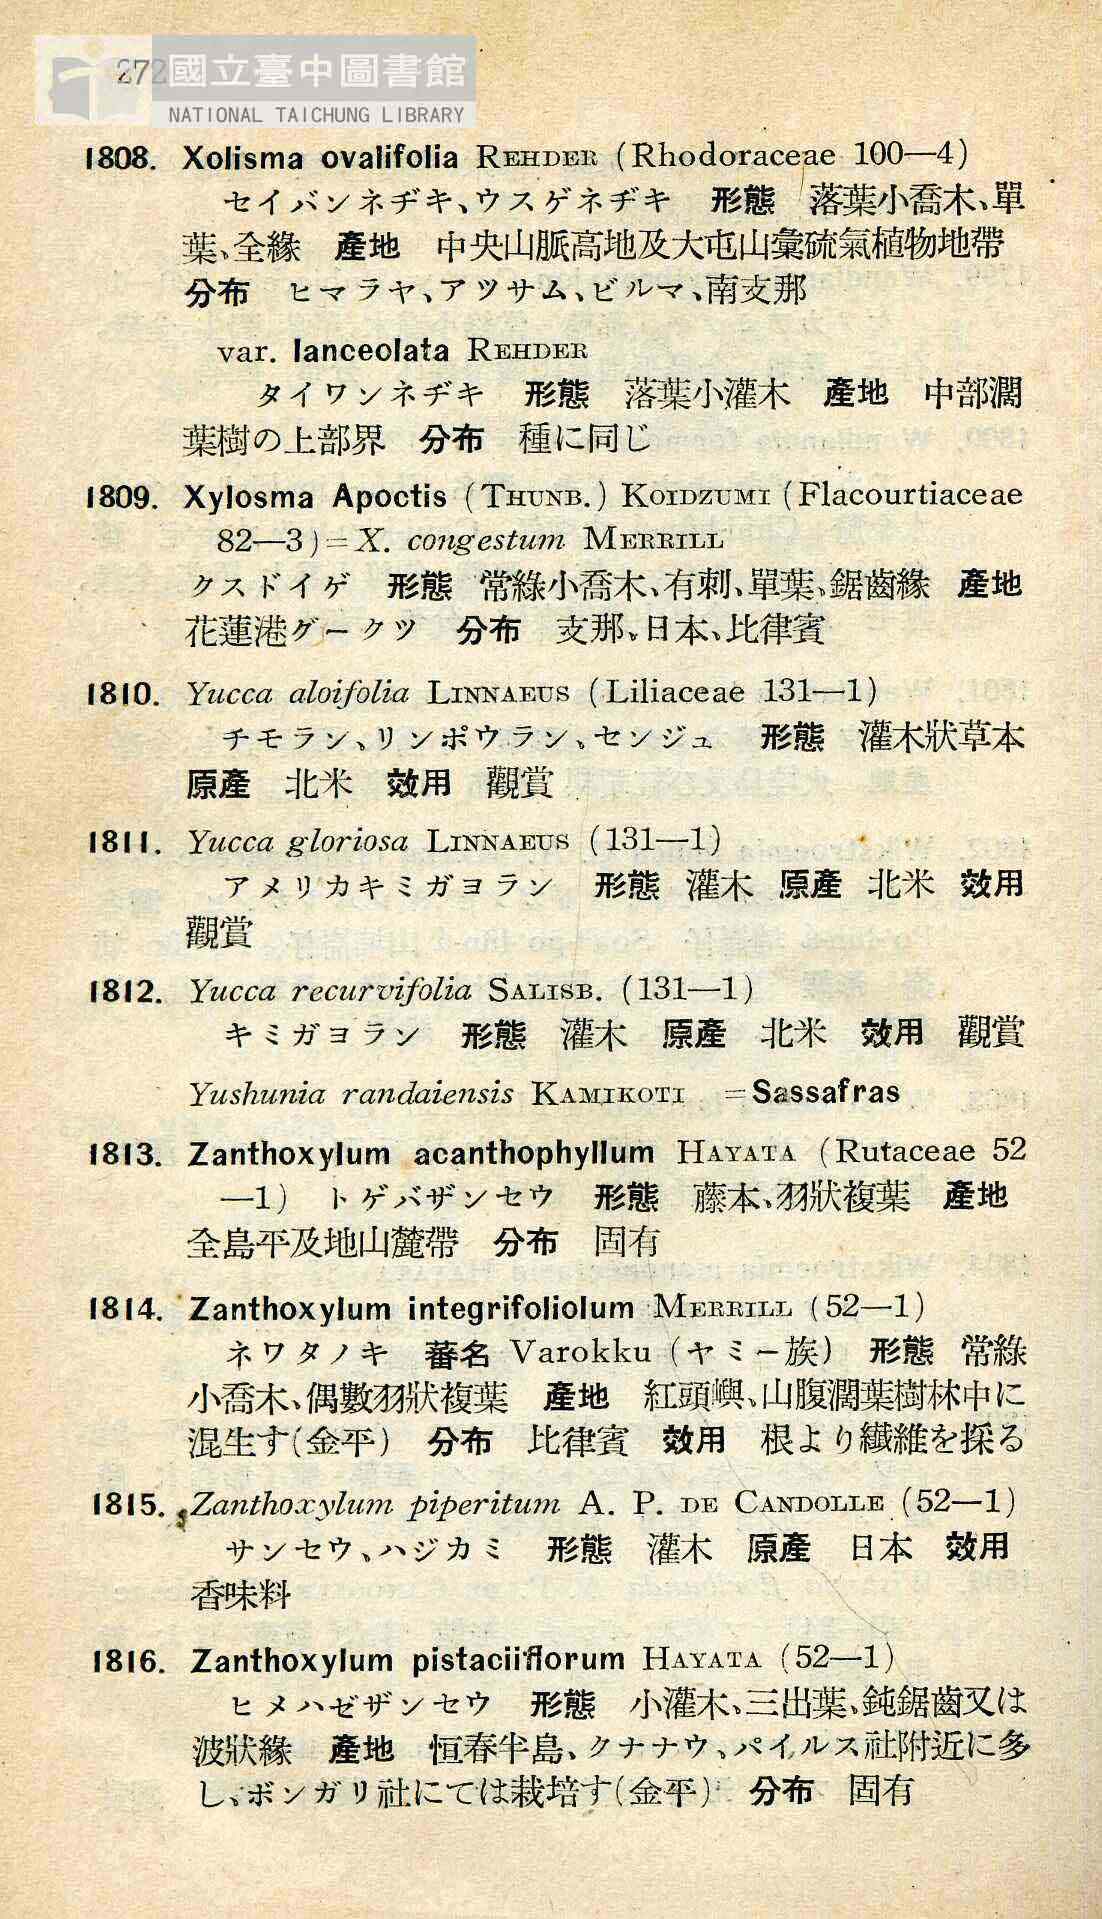 272
國立臺中圖書館
NATIONAL TAICHUNG LIBRARY
1808. Xolisma ovalifolia REHDER (Rhodoraceae 100—4)
セイバンネヂキ、ウスゲネヂキ 形態 落葉小喬木、單
葉、全緣 產地 中央山脈高地及大屯山彙硫氣植物地帶
分布 ヒマラヤ、アツサム、ビルマ、南支那
var. lanceolata REHDER
タイワンネヂキ 形態 落葉小灌木 產地 中部濶
葉樹の上部界 分布 種に同じ
1809. Xylosma Apoctis (THUNB.) KOIDZUMI (Flacourtiaceae
82—3)=X. congestum MERRILL
クスドイゲ 形態 常綠小喬木、有刺、單葉、鋸齒緣 產地
花蓮港グークツ 分布 支那、日本、比律賓
1810. Yucca aloifolia LINNAEUS (Liliaceae 131—1)
チモラン、リンポウラン、センジュ 形態 灌木狀草本
原產 北米 效用 觀賞
1811. Yucca gloriosa LINNAEUS (131—1)
アメリカキミガヨラン 形態 灌木 原產 北米 效用
觀賞
1812. Yucca recurvifolia SALISB. (131—1)
キミガヨラン 形態 灌木 原產 北米 效用 觀賞
Yushunia randaiensis KAMIKOTI =Sassafras
1813. Zanthoxylum acanthophyllum HAYATA (Rutaceae 52
—1) トゲバザンセウ 形態 藤本、羽狀複葉 產地
全島平及地山麓帶 分布 固有
1814. Zanthoxylum integrifoliolum MERRILL (52—1)
ネワタノキ 蕃名 Varokku (ヤミー族) 形態 常綠
小喬木、偶數羽狀複葉 產地 紅頭嶼、山腹濶葉樹林中に
混生す(金平) 分布 比律賓 效用 根より纖維を採る
1815. Zanthoxylum piperitum A. P. DE CANDOLLE (52—1)
サンセウ、ハジカミ 形態 灌木 原產 日本 效用
香味料
1816. Zanthoxylum pistaciiflorum HAYATA (52—1)
ヒメハゼザンセウ 形態 小灌木、三出葉、鈍鋸齒又は
波狀緣 產地 恒春半島、クナナウ、パイルス社附近に多
し、ボンガリ社にては栽培す(金平) 分布 固有